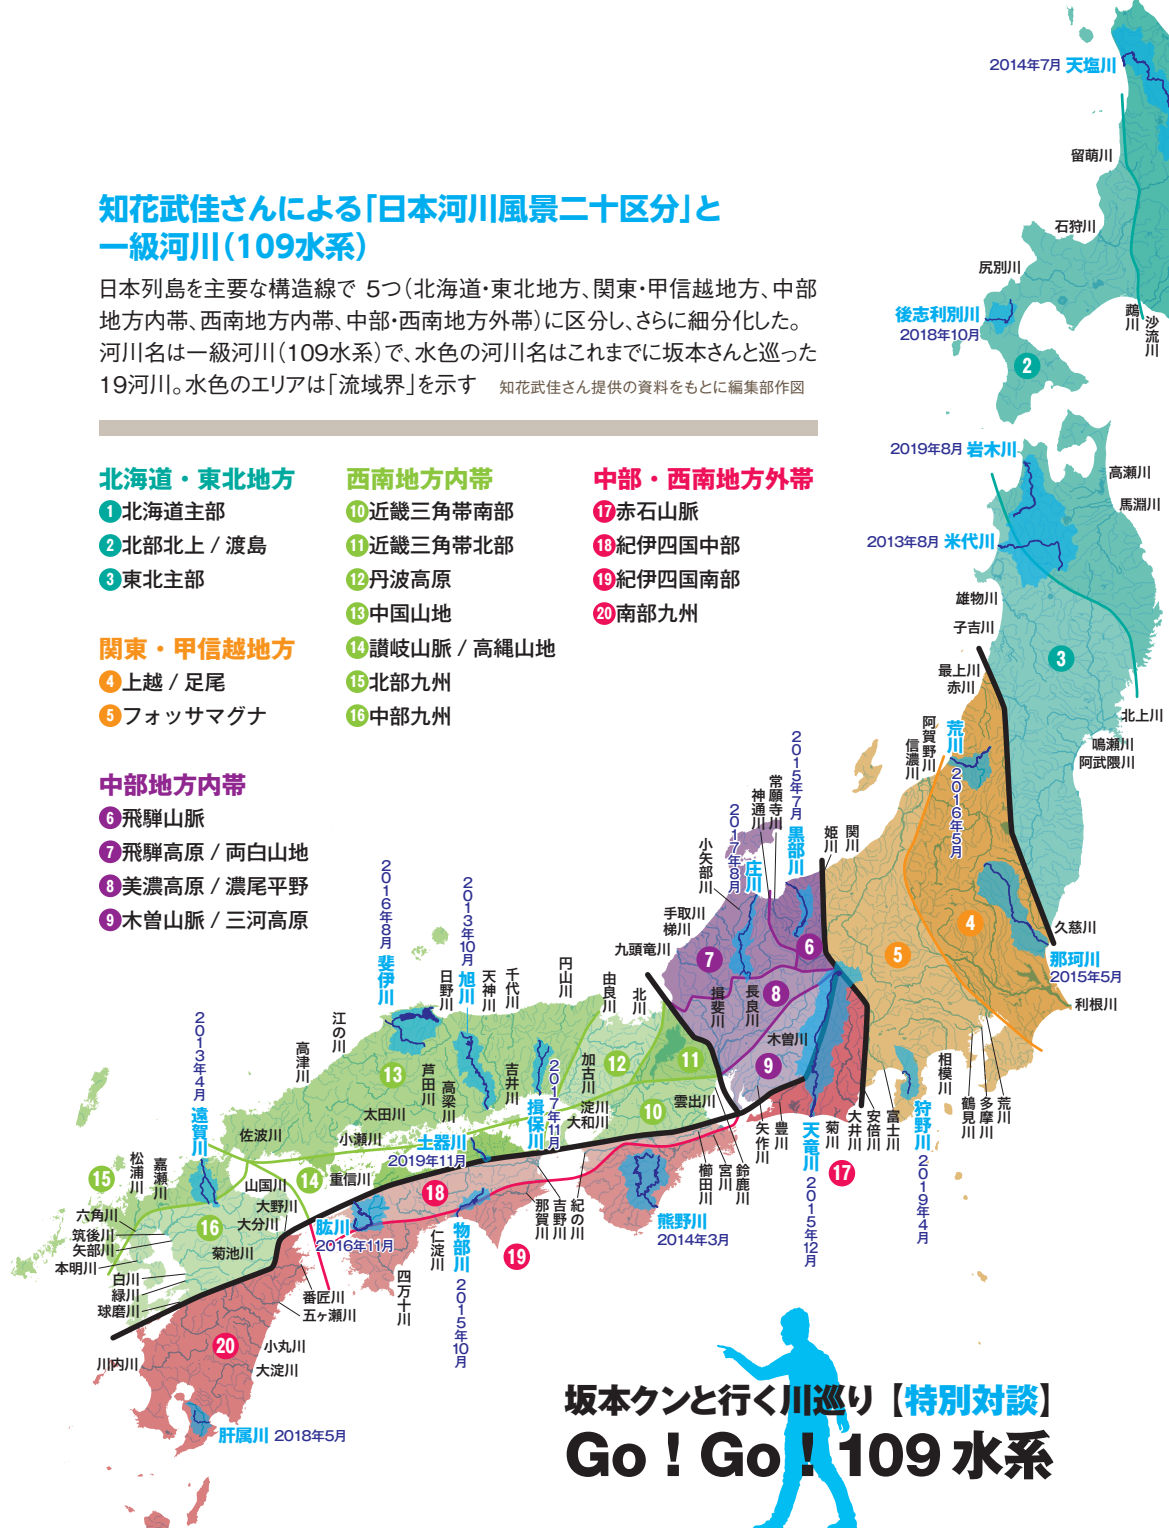 知花武佳さんによる「日本河川風景二十区分」と
一級河川（109水系）
日本列島を主要な構造線で 5つ（北海道・東北地方、関東・甲信越地方、中部
地方内帯、西南地方内帯、中部・西南地方外帯）に区分し、さらに細分化した。
河川名は一級河川（109水系）で、水色の河川名はこれまでに坂本さんと巡った
19河川。水色のエリアは「流域界」を示す 知花武佳さん提供の資料をもとに編集部作図
北海道・東北地方
1北海道主部
2北部北上 / 渡島
3東北主部
関東・甲信越地方
4上越 / 足尾
5フォッサマグナ
中部地方内帯
6飛騨山脈
7飛騨高原 / 両白山地
8美濃高原 / 濃尾平野
9木曽山脈 / 三河高原
西南地方内帯
10近畿三角帯南部
11近畿三角帯北部
12丹波高原
13中国山地
14讃岐山脈 / 高縄山地
15北部九州
16中部九州
中部・西南地方外帯
17赤石山脈
18紀伊四国中部
19紀伊四国南部
20南部九州
2014年7月 天塩川
留萌川
石狩川
尻別川
後志利別川
2018年10月
鵡川
沙流川
2
2019年8月 岩木川
高瀬川
馬淵川
2013年8月 米代川
雄物川
子吉川
3
最上川
赤川
北上川
鳴瀬川
阿武隈川
荒川
2016年5月
阿賀野川
信濃川
4
5
久慈川
那珂川
2015年5月
利根川
関川
姫川
2015年7月
黒部川
常願寺川
神通川
2017年8月
庄川
小矢部川
手取川
梯川
九頭竜川
6
7
8
9
揖斐川
長良川
木曽川
北川
由良川
円山川
千代川
天神川
2013年10月
旭川
日野川
2016年8月
斐伊川
江の川
高津川
2013年4月
遠賀川
佐波川
太田川
小瀬川
芦田川
高梁川
吉井川
2017年11月
揖保川
加古川
淀川
大和川
雲出川
10
11
12
13
14
15
16
土器川
2019年11月
重信川
松浦川
嘉瀬川
六角川
筑後川
矢部川
本明川
白川
緑川
球磨川
菊池川
山国川
大野川
大分川
番匠川
五ヶ瀬川
小丸川
大淀川
川内川
20
肝属川 2018年5月
肱川
2016年11月
18
19
仁淀川
四万十川
物部川
2015年10月
那賀川
吉野川
紀の川
熊野川
2014年3月
櫛田川
宮川
鈴鹿川
矢作川
豊川
天竜川
2015年12月
菊川
大井川
安倍川
富士川
17
狩野川
2019年4月
相模川
鶴見川
多摩川
荒川
坂本クンと行く川巡り【特別対談】
Go！Go！109水系